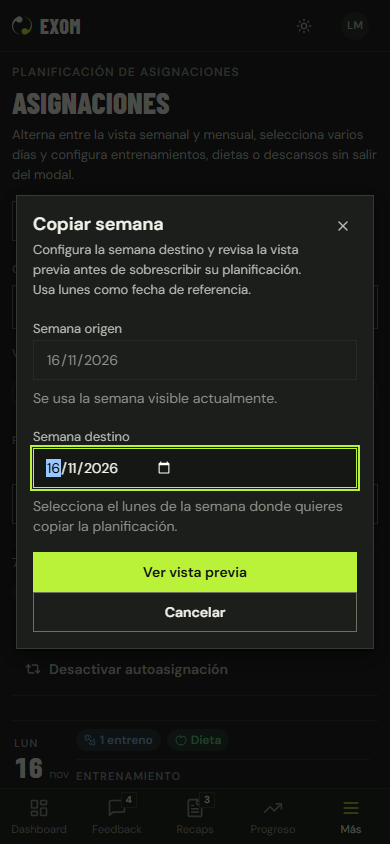 EXOM
LM
PLANIFICACIÓN DE ASIGNACIONES
ASIGNACIONES
Alterna entre la vista semanal y mensual, selecciona varios
días y configura entrenamientos, dietas o descansos sin salir
del modal.
Copiar semana
Configura la semana destino y revisa la vista
previa antes de sobrescribir su planificación.
Usa lunes como fecha de referencia.
Semana origen
16/11/2026
Se usa la semana visible actualmente.
Semana destino
16/11/2026
Selecciona el lunes de la semana donde quieres
copiar la planificación.
Ver vista previa
Cancelar
Desactivar autoasignación
LUN
16 nov
1 entreno
Dieta
ENTRENAMIENTO
4
3
Dashboard
Feedback
Recaps
Progreso
Más